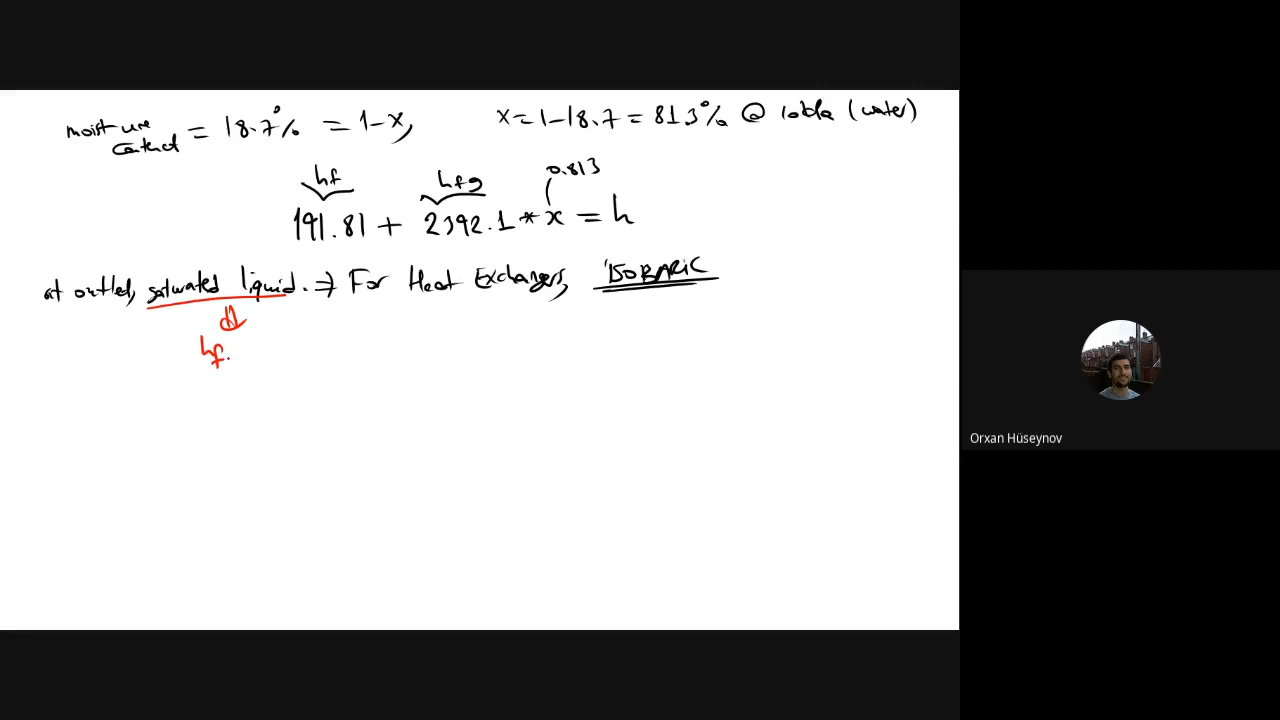 moisture content = 18.7% = 1-x,
x = 1-18.7 = 81.3% @ 10kPa (water)
hf hfg 0.813
191.81 + 2392.1 * x = h
at outlet, saturated liquid. ⇒ For Heat Exchangers, ISOBARIC
hf.
Orxan Hüseynov